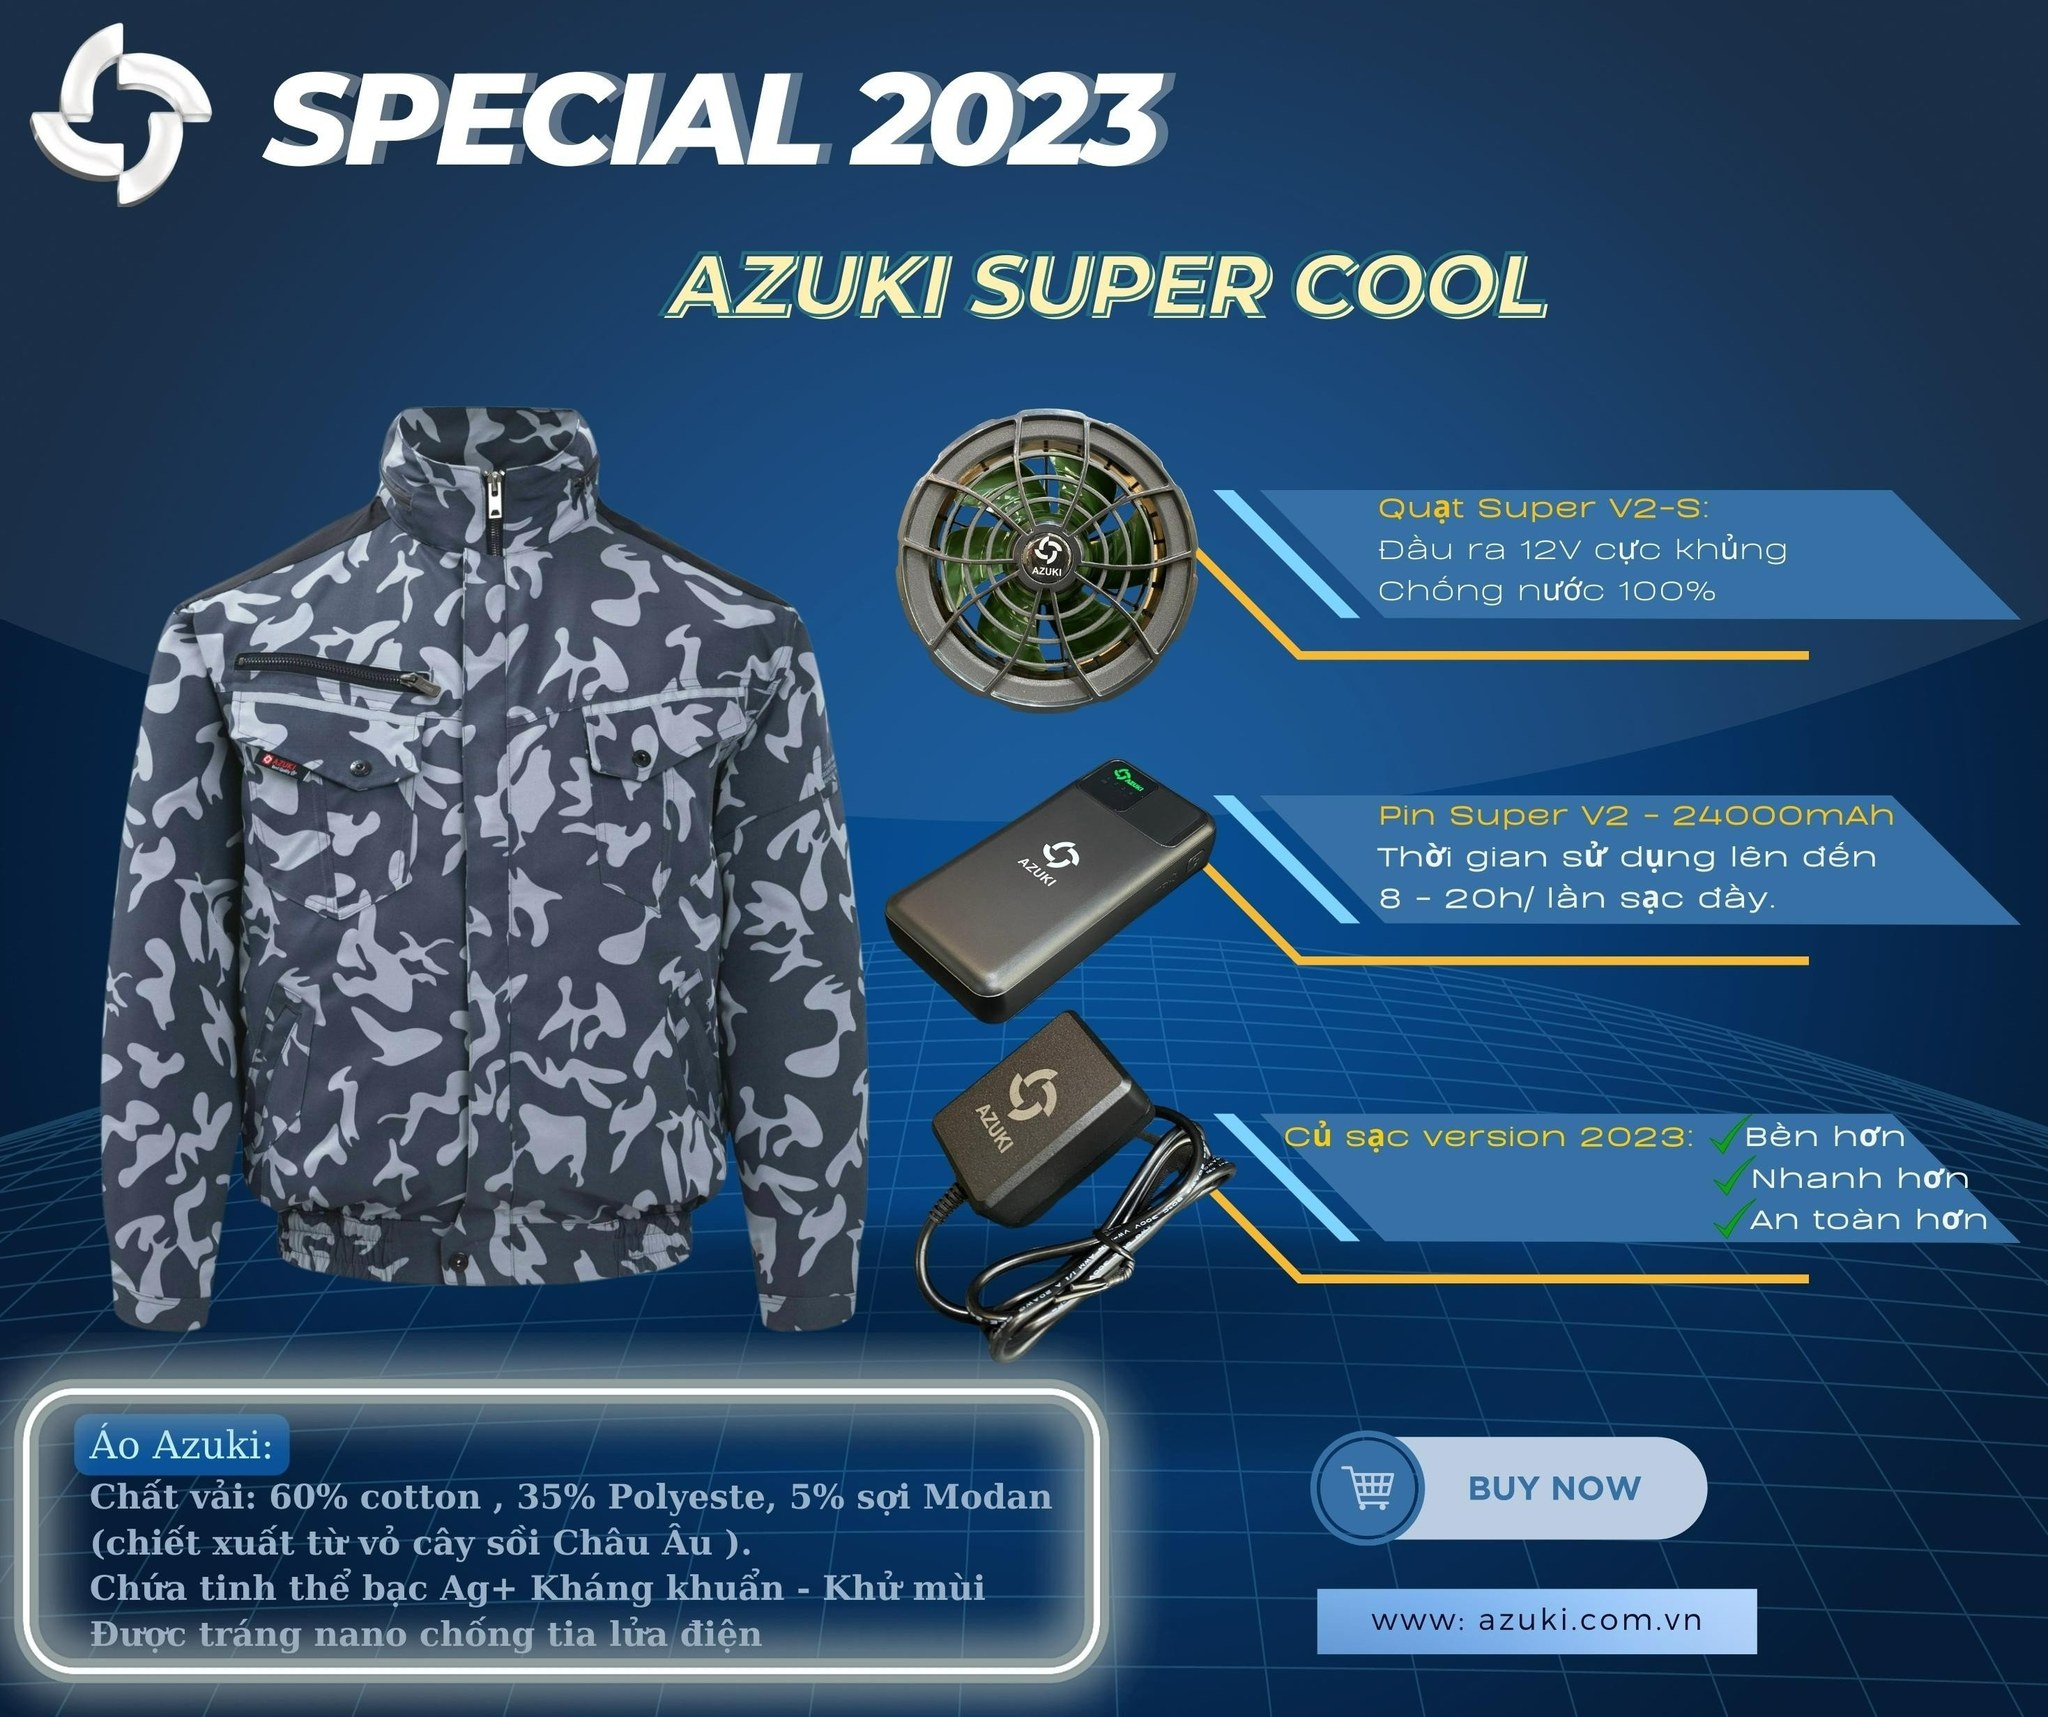 SPECIAL 2023
AZUKI SUPER COOL
AZUKI
Quạt Super V2-S:
Đầu ra 12V cực khủng
Chống nước 100%
AZUKI
AZUKI
AZUKI
Pin Super V2 - 24000mAh
Thời gian sử dụng lên đến
8 - 20h/ lần sạc đầy.
AZUKI
Củ sạc version 2023: Bền hơn
Nhanh hơn
An toàn hơn
Áo Azuki:
Chất vải: 60% cotton , 35% Polyeste, 5% sợi Modan
(chiết xuất từ vỏ cây sồi Châu Âu ).
Chứa tinh thể bạc Ag+ Kháng khuẩn - Khử mùi
Được tráng nano chống tia lửa điện
BUY NOW
www: azuki.com.vn